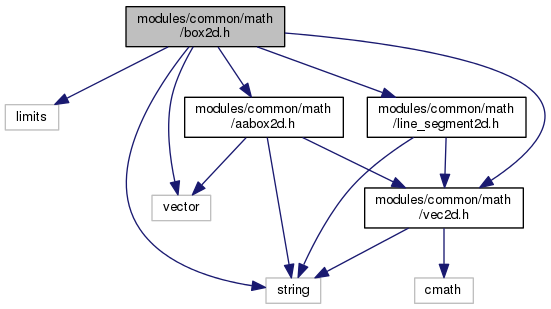 modules/common/math
/box2d.h
limits
modules/common/math
/aabox2d.h
modules/common/math
/line_segment2d.h
vector
modules/common/math
/vec2d.h
string
cmath